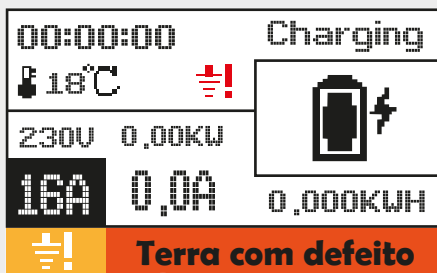 00:00:00 Charging
18°C !
230V 0,00KW
16A 0,0A 0,000KWH
! Terra com defeito